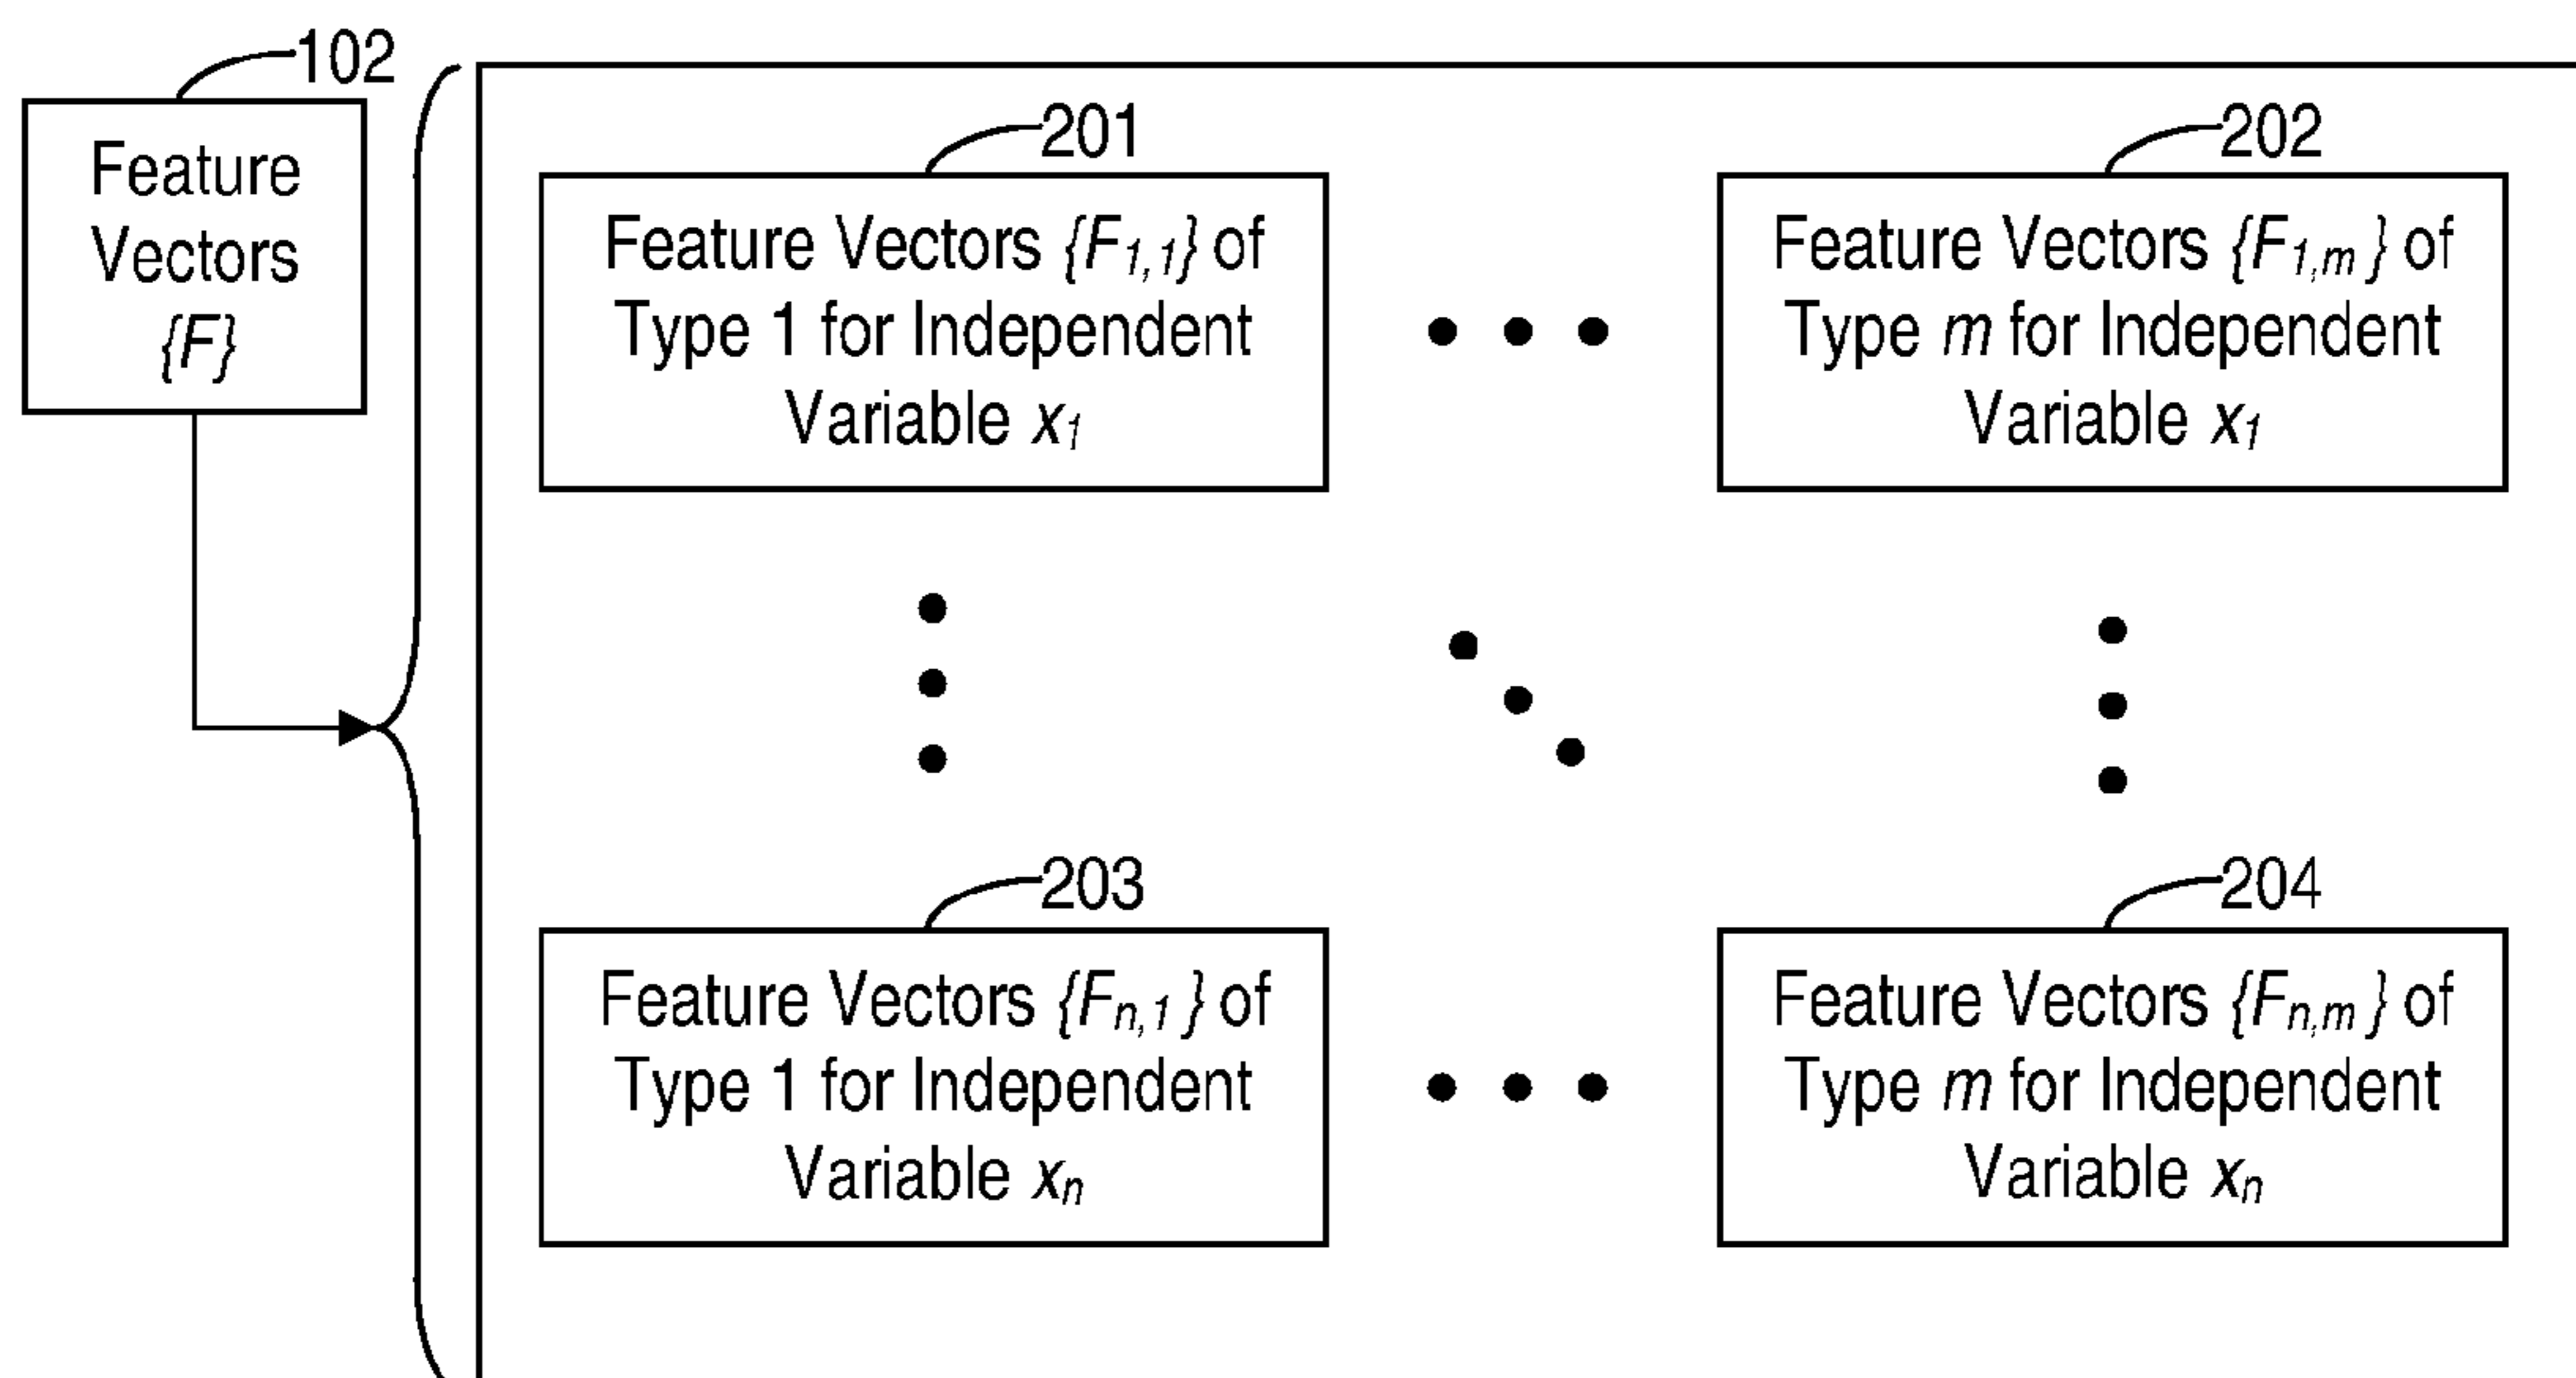 102
Feature
Vectors
{F}
201
Feature Vectors {F1,1} of
Type 1 for Independent
Variable x1
202
Feature Vectors {F1,m} of
Type m for Independent
Variable x1
203
Feature Vectors {Fn,1} of
Type 1 for Independent
Variable xn
204
Feature Vectors {Fn,m} of
Type m for Independent
Variable xn